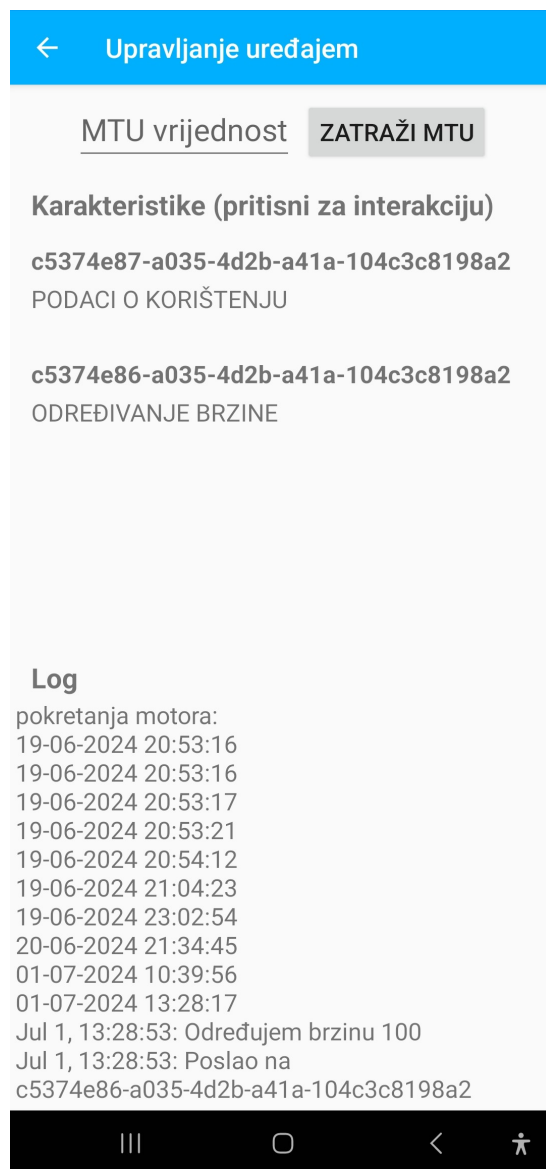 Upravljanje uređajem
MTU vrijednost ZATRAŽI MTU
Karakteristike (pritisni za interakciju)
c5374e87-a035-4d2b-a41a-104c3c8198a2
PODACI O KORIŠTENJU
c5374e86-a035-4d2b-a41a-104c3c8198a2
ODREĐIVANJE BRZINE
Log
pokretanja motora:
19-06-2024 20:53:16
19-06-2024 20:53:16
19-06-2024 20:53:17
19-06-2024 20:53:21
19-06-2024 20:54:12
19-06-2024 21:04:23
19-06-2024 23:02:54
20-06-2024 21:34:45
01-07-2024 10:39:56
01-07-2024 13:28:17
Jul 1, 13:28:53: Određujem brzinu 100
Jul 1, 13:28:53: Poslao na
c5374e86-a035-4d2b-a41a-104c3c8198a2